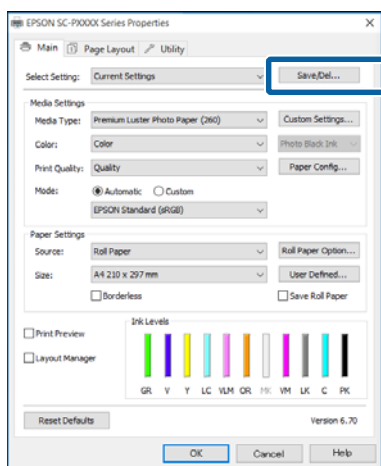 EPSON SC-PXXXX Series Properties
Main Page Layout Utility
Select Setting: Current Settings Save/Del...
Media Settings
Media Type: Premium Luster Photo Paper (260) Custom Settings...
Color: Color Photo Black Ink
Print Quality: Quality Paper Config...
Mode: Automatic Custom
EPSON Standard (sRGB)
Paper Settings
Source: Roll Paper Roll Paper Option...
Size: A4 210 x 297 mm User Defined...
Borderless Save Roll Paper
Ink Levels
Print Preview
Layout Manager
GR V Y LC VLM OR MK VM LK C PK
Reset Defaults Version 6.70
OK Cancel Help